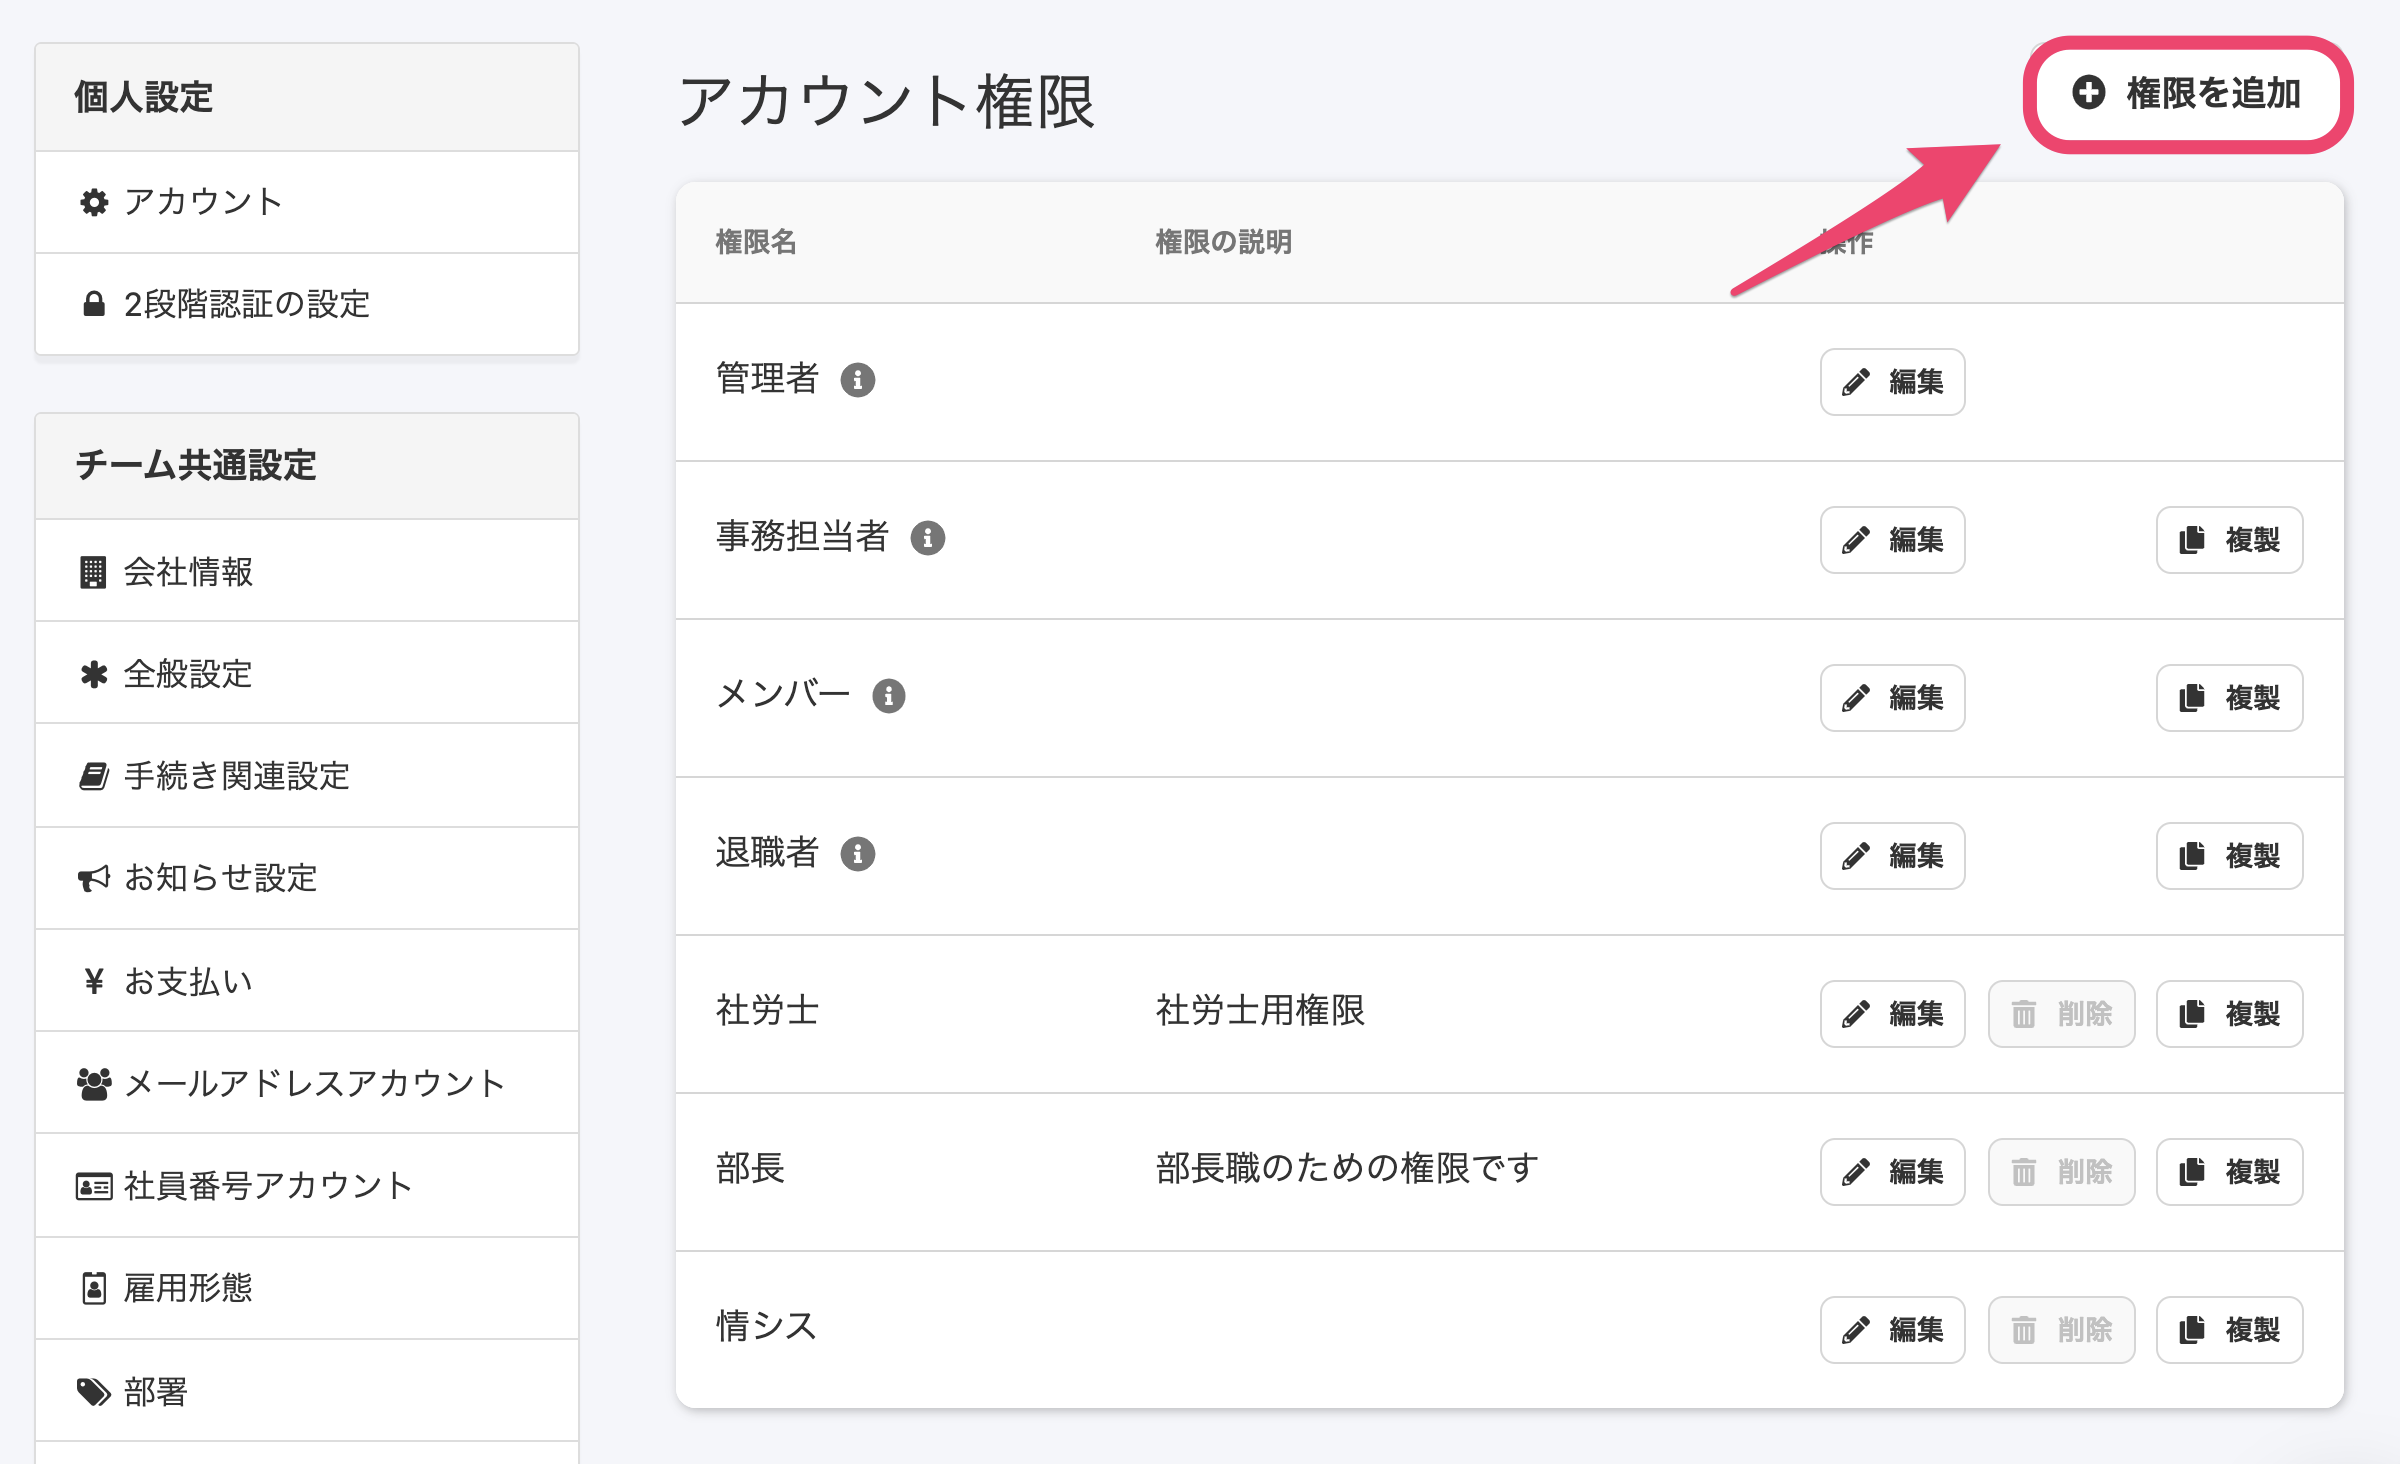 個人設定
アカウント
2段階認証の設定
チーム共通設定
会社情報
全般設定
手続き関連設定
お知らせ設定
お支払い
メールアドレスアカウント
社員番号アカウント
雇用形態
部署
アカウント権限
権限を追加
権限名 権限の説明 操作
管理者 編集
事務担当者 編集 複製
メンバー 編集 複製
退職者 編集 複製
社労士 社労士用権限 編集 削除 複製
部長 部長職のための権限です 編集 削除 複製
情シス 編集 削除 複製